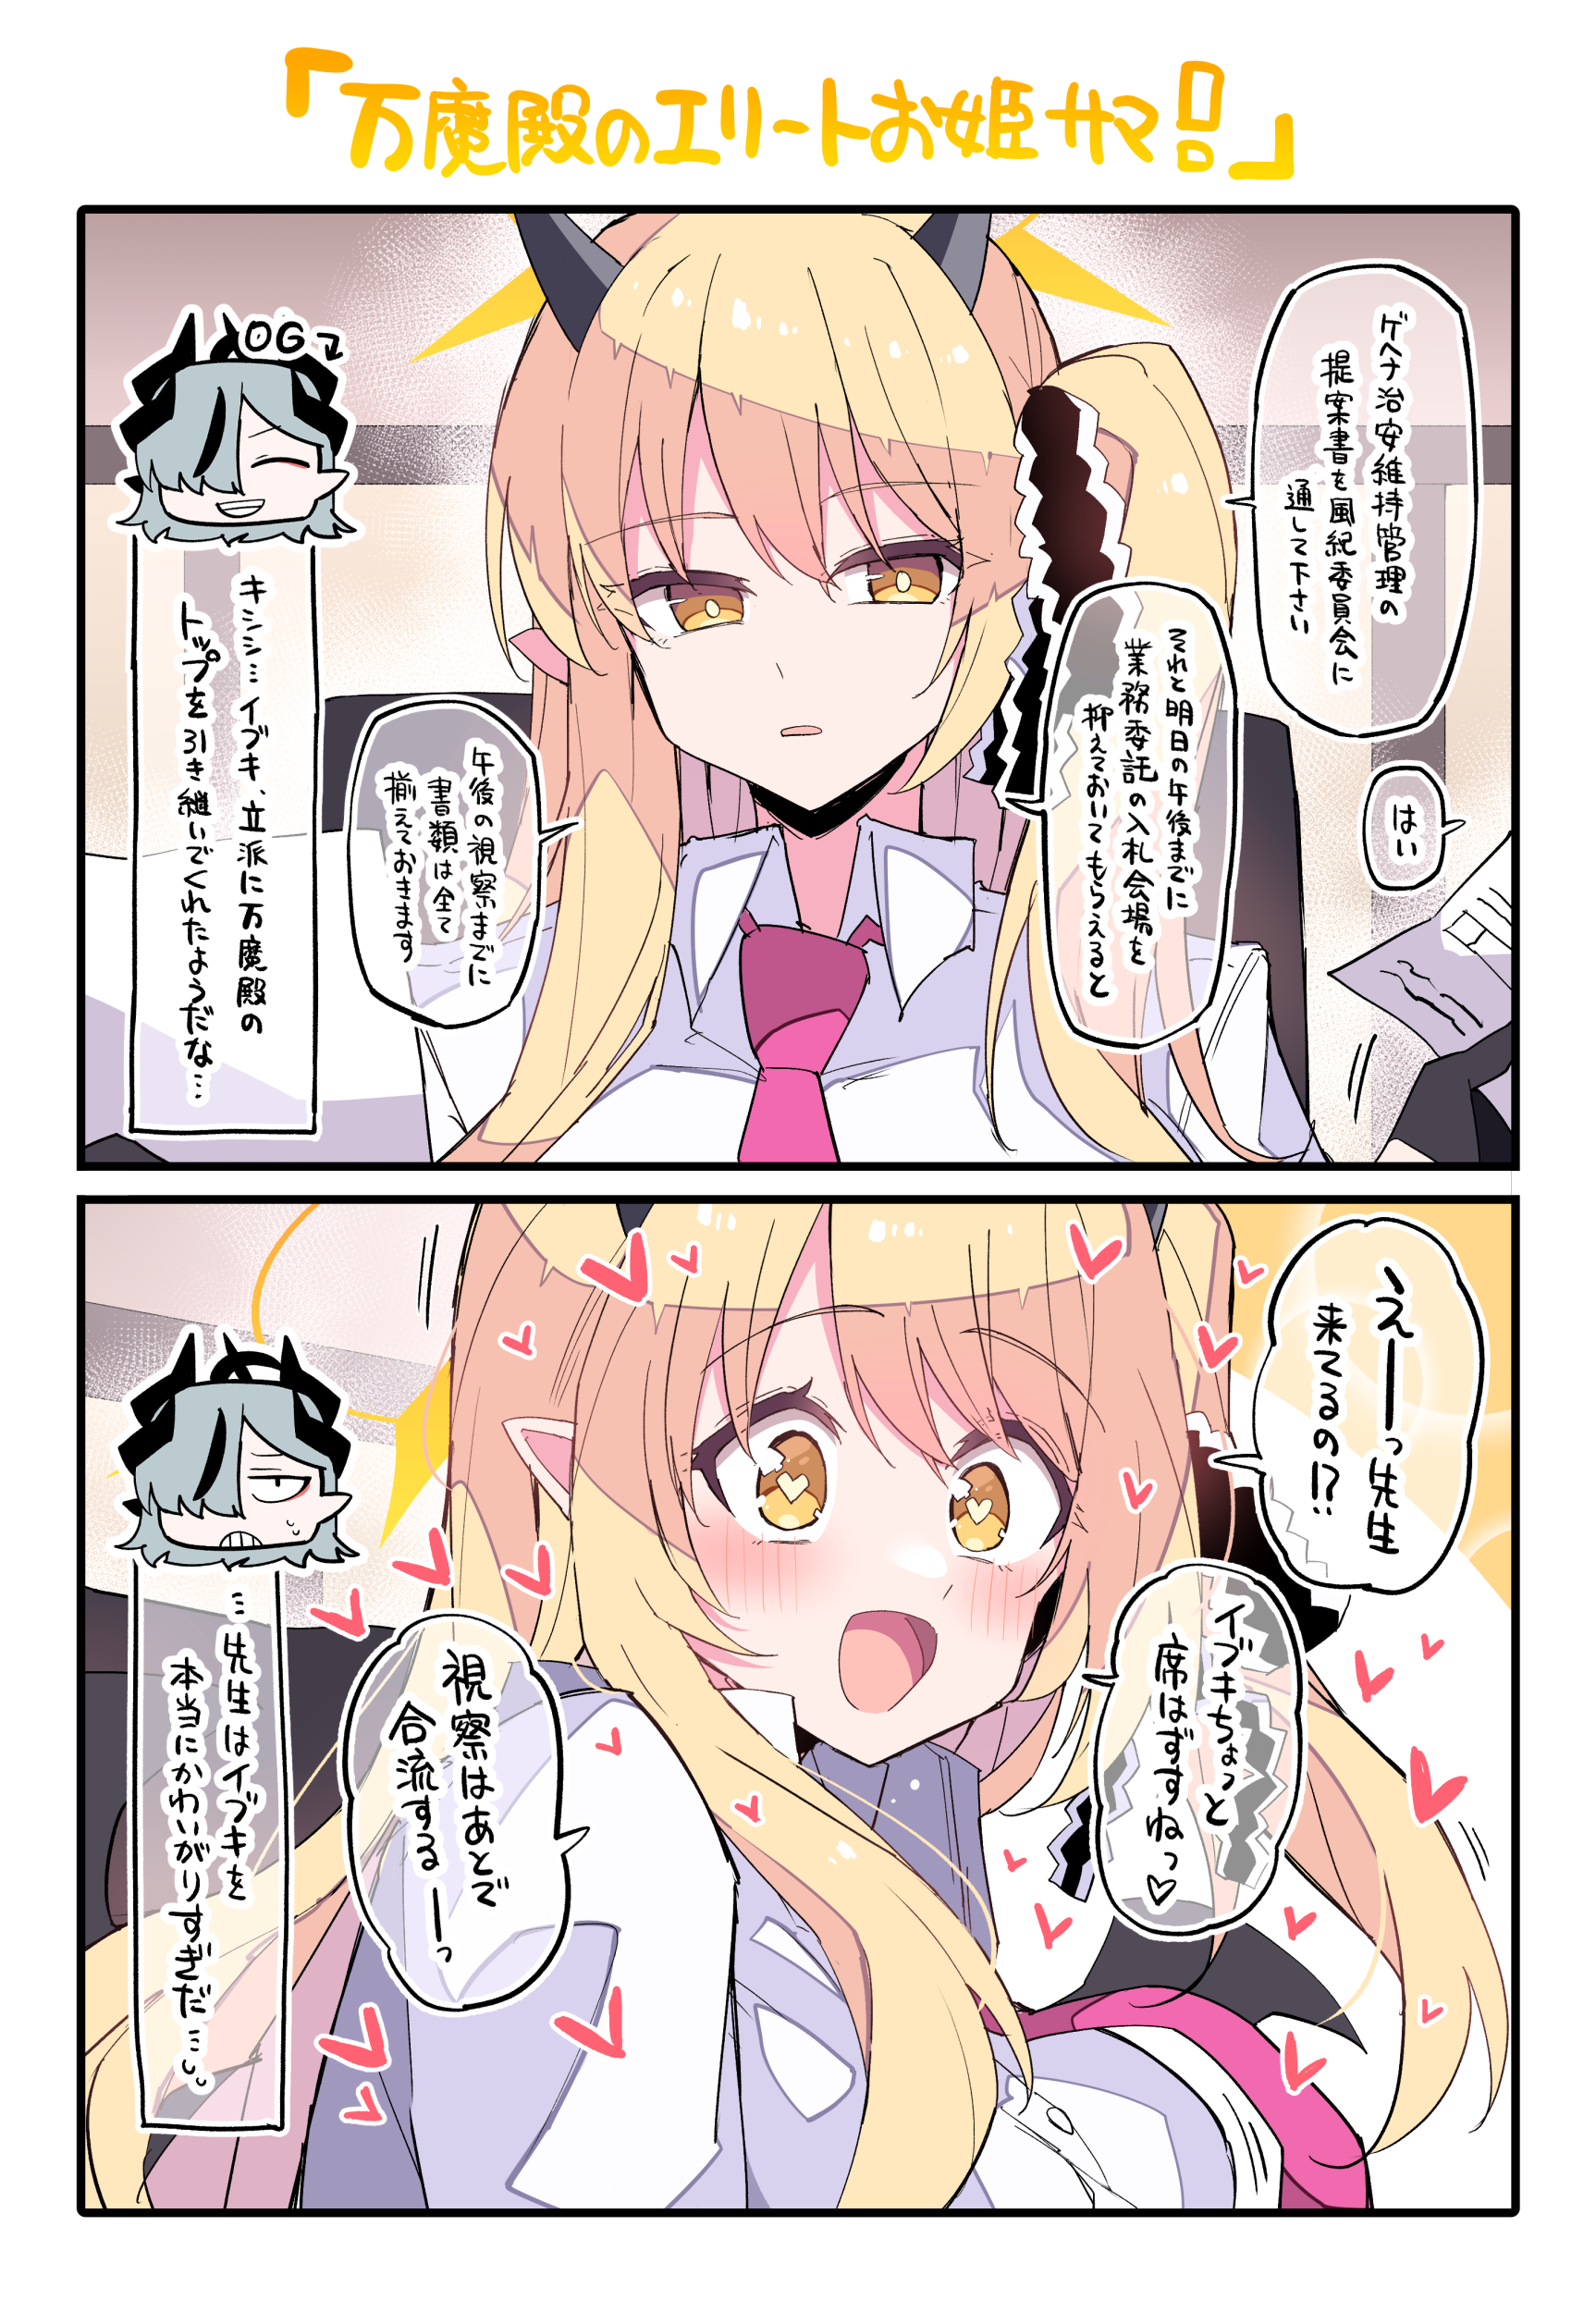 「万魔殿のエリートお姫サマ!!」
ゲヘナ治安維持管理の
提案書を風紀委員会に
通して下さい
はい
それと明日の午後までに
業務委託の入札会場を
抑えておいてもらえると
午後の視察までに
書類は全て
揃えておきます
OG
キシシシ…イブキ、立派に万魔殿の
トップを引き継いでくれたようだな…
えーーっ先生
来てるの!?
イブキちょっと
席はずすねっ♡
視察はあとで
合流するーーっ
…先生はイブキを
本当にかわいがりすぎだ…